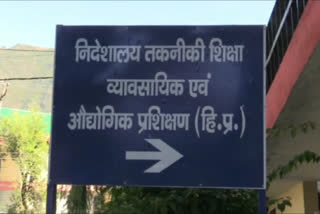 निदेशालय तकनीकी शिक्षा
व्यावसायिक एवं
औद्योगिक प्रशिक्षण (हि.प्र.)